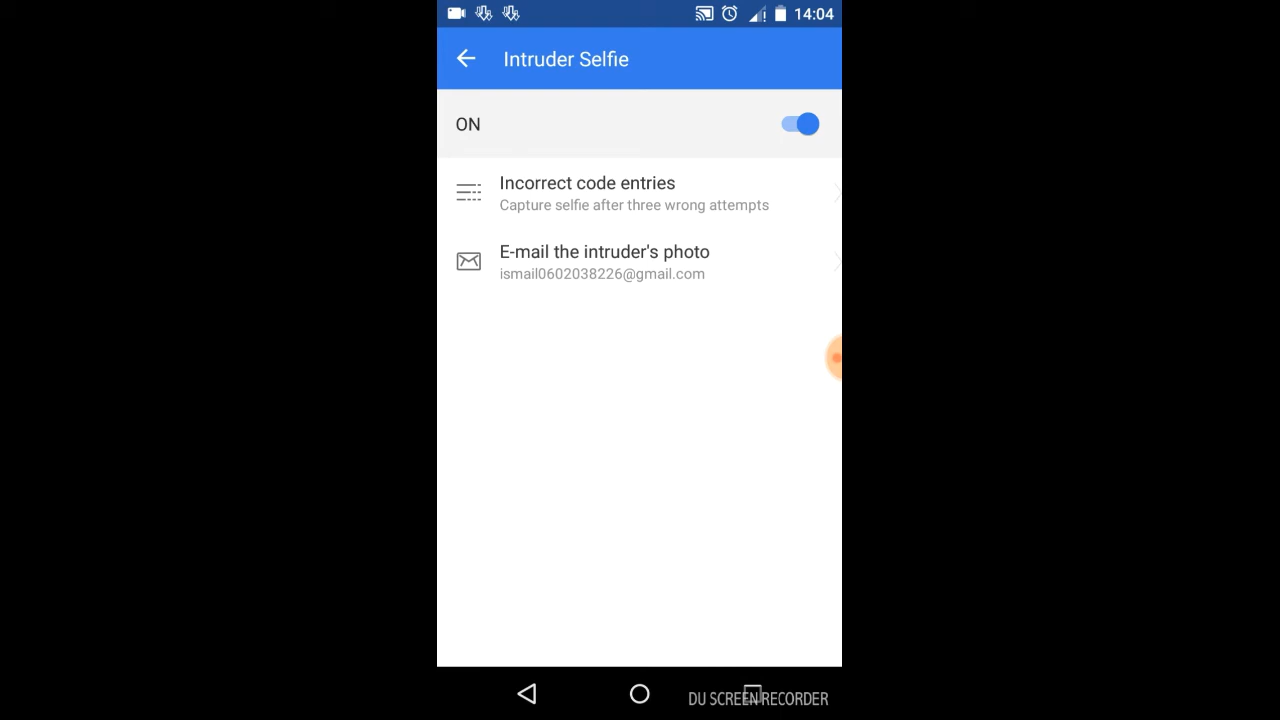 14:04
Intruder Selfie
ON
Incorrect code entries
Capture selfie after three wrong attempts
E-mail the intruder's photo
ismail0602038226@gmail.com
DU SCREEN RECORDER